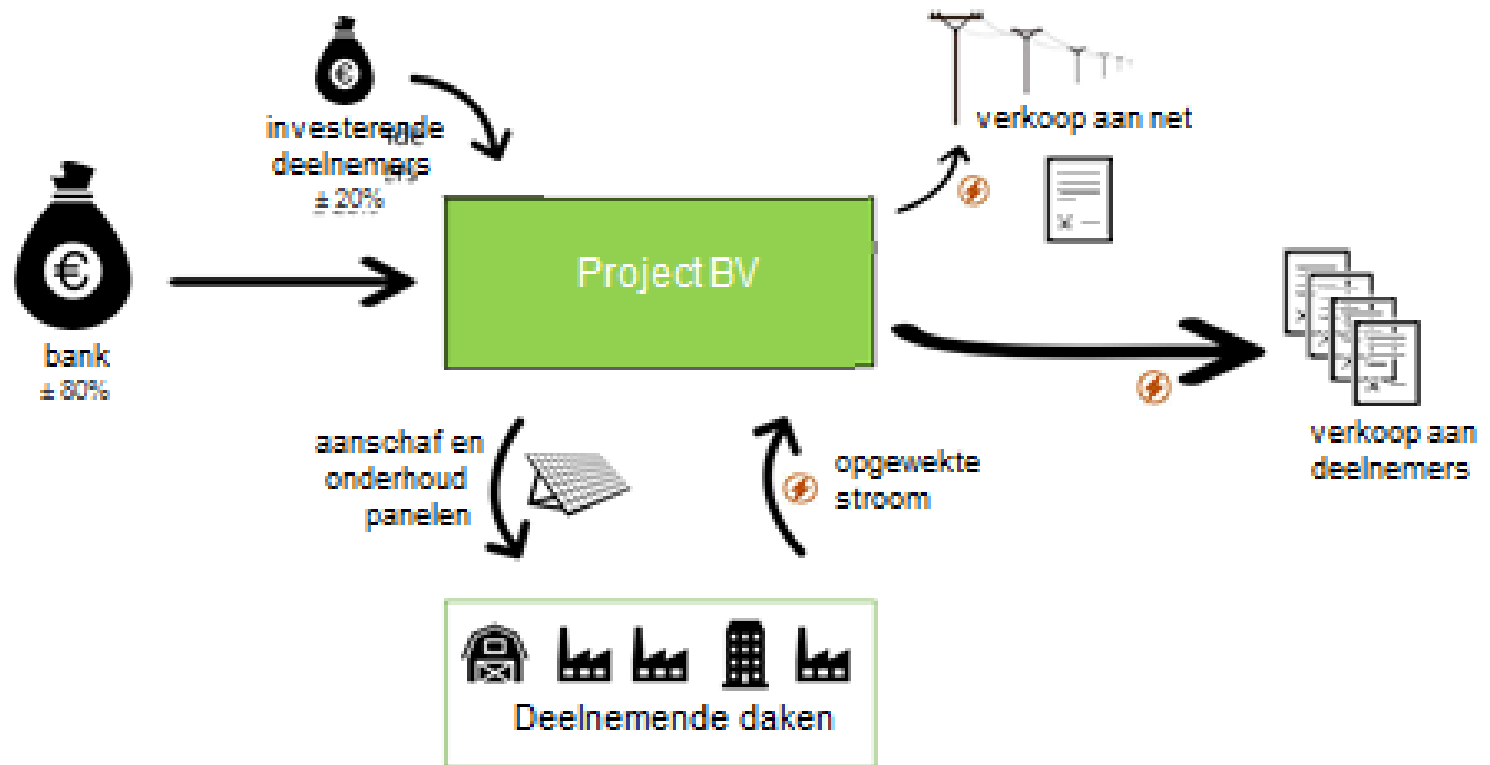 investerende
deelnemers
± 20%
verkoop aan net
Project BV
bank
± 80%
verkoop aan
deelnemers
aanschaf en
onderhoud
panelen
opgewekte
stroom
Deelnemende daken